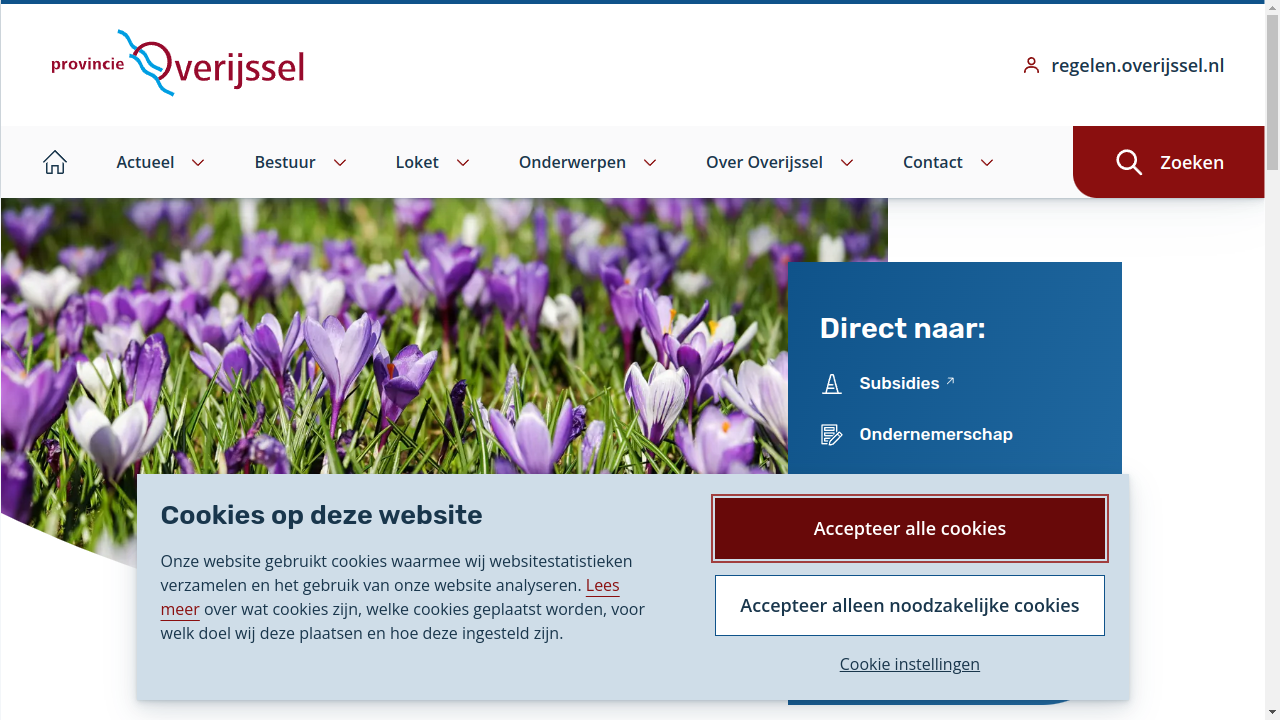 provincie Overijssel
regelen.overijssel.nl
Actueel
Bestuur
Loket
Onderwerpen
Over Overijssel
Contact
Zoeken
Direct naar:
Subsidies
Ondernemerschap
Cookies op deze website
Onze website gebruikt cookies waarmee wij websitestatistieken
verzamelen en het gebruik van onze website analyseren. Lees
meer over wat cookies zijn, welke cookies geplaatst worden, voor
welk doel wij deze plaatsen en hoe deze ingesteld zijn.
Accepteer alle cookies
Accepteer alleen noodzakelijke cookies
Cookie instellingen